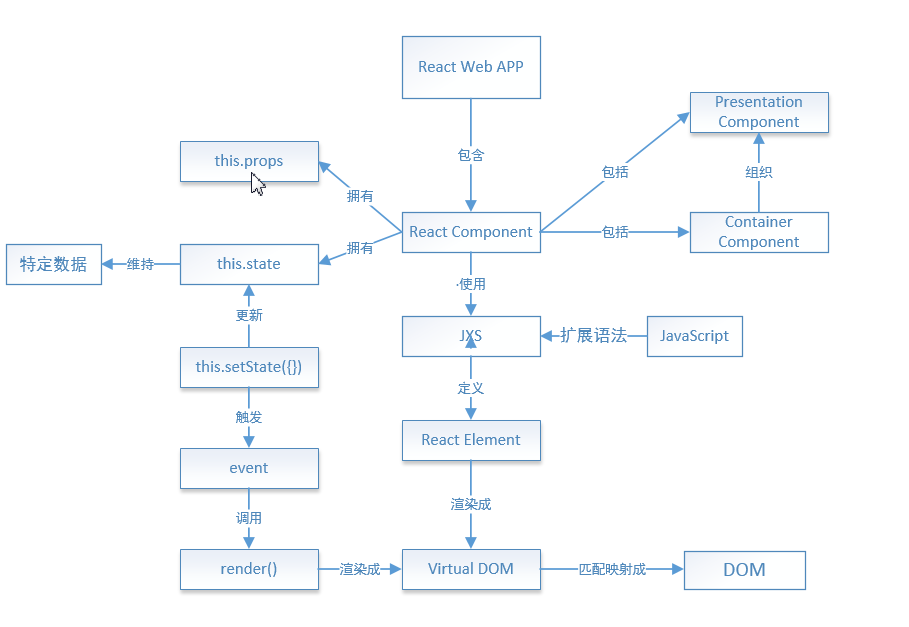 React Web APP
Presentation
Component
包含
this.props
组织
包括
拥有
React Component
包括
Container
Component
拥有
特定数据
维持
this.state
·使用
更新
JXS
扩展语法
JavaScript
this.setState({})
定义
触发
React Element
event
渲染成
调用
render()
渲染成
Virtual DOM
匹配映射成
DOM